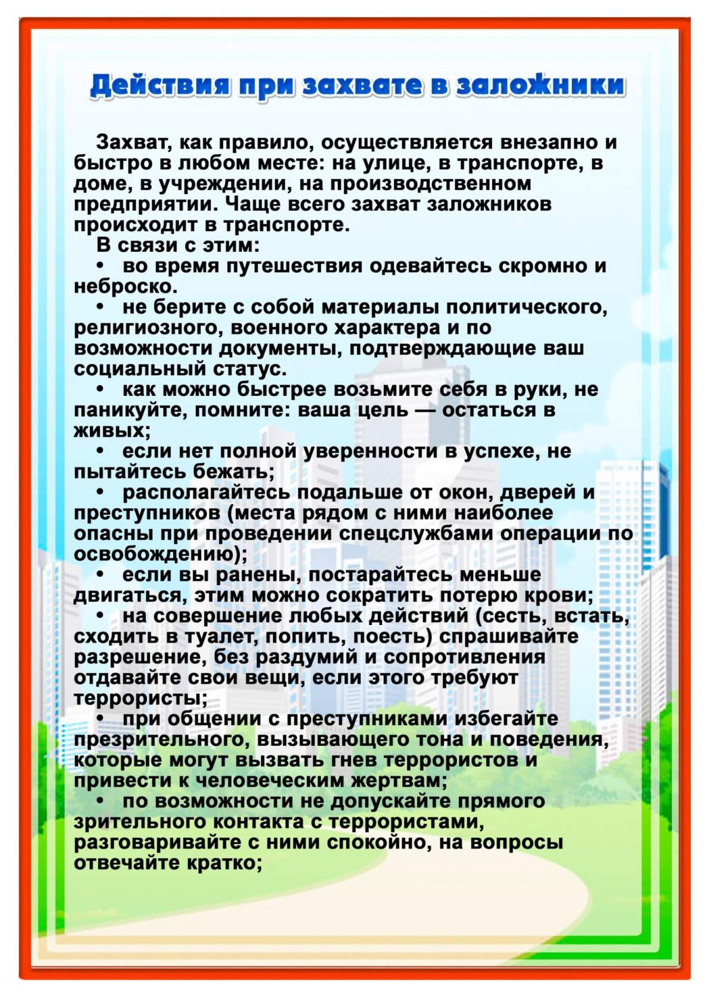 Действия при захвате в заложники
Захват, как правило, осуществляется внезапно и
быстро в любом месте: на улице, в транспорте, в
доме, в учреждении, на производственном
предприятии. Чаще всего захват заложников
происходит в транспорте.
В связи с этим:
• во время путешествия одевайтесь скромно и
неброско.
• не берите с собой материалы политического,
религиозного, военного характера и по
возможности документы, подтверждающие ваш
социальный статус.
• как можно быстрее возьмите себя в руки, не
паникуйте, помните: ваша цель — остаться в
живых;
• если нет полной уверенности в успехе, не
пытайтесь бежать;
• располагайтесь подальше от окон, дверей и
преступников (места рядом с ними наиболее
опасны при проведении спецслужбами операции по
освобождению);
• если вы ранены, постарайтесь меньше
двигаться, этим можно сократить потерю крови;
• на совершение любых действий (сесть, встать,
сходить в туалет, попить, поесть) спрашивайте
разрешение, без раздумий и сопротивления
отдавайте свои вещи, если этого требуют
террористы;
• при общении с преступниками избегайте
презрительного, вызывающего тона и поведения,
которые могут вызвать гнев террористов и
привести к человеческим жертвам;
• по возможности не допускайте прямого
зрительного контакта с террористами,
разговаривайте с ними спокойно, на вопросы
отвечайте кратко;